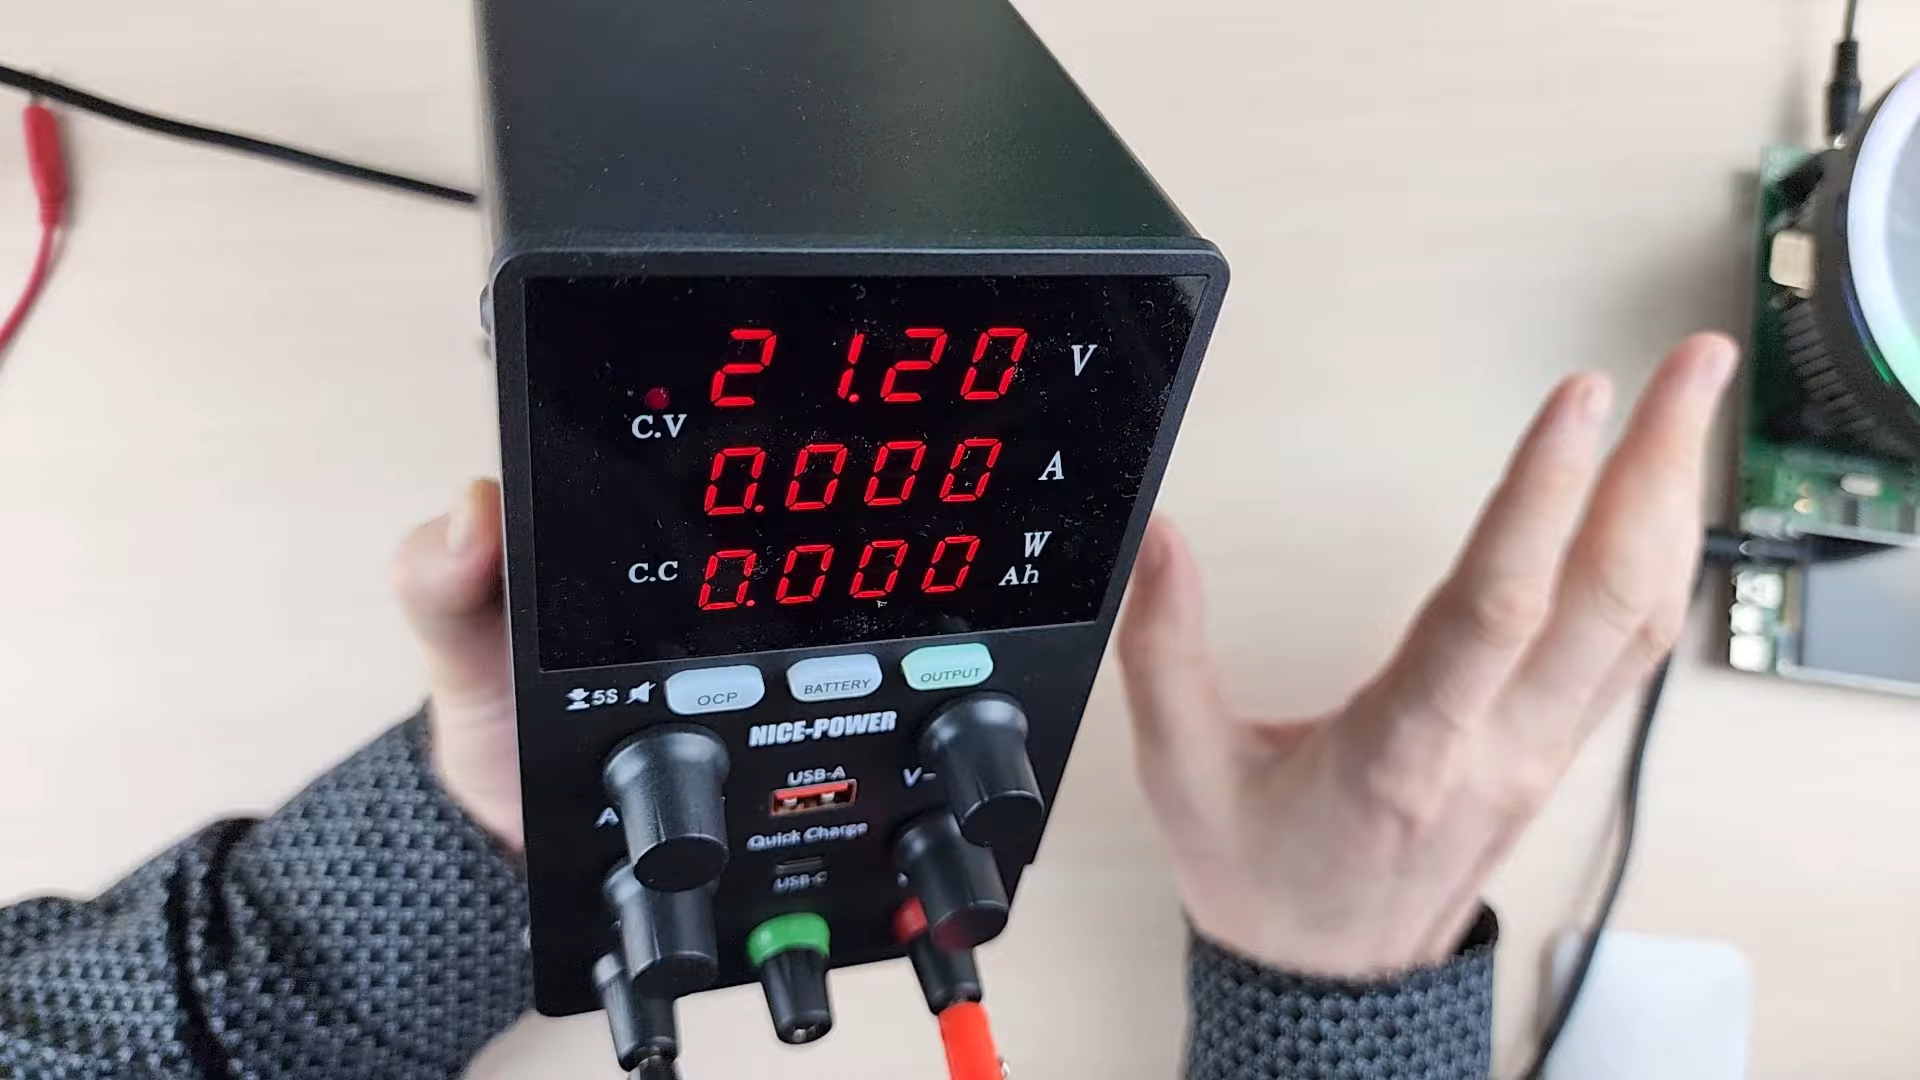 21.20 V
C.V
0.000 A
C.C 0.000 W
Ah
5S OCP BATTERY OUTPUT
NICE-POWER
USB-A
V
A
Quick Charge
USB-C